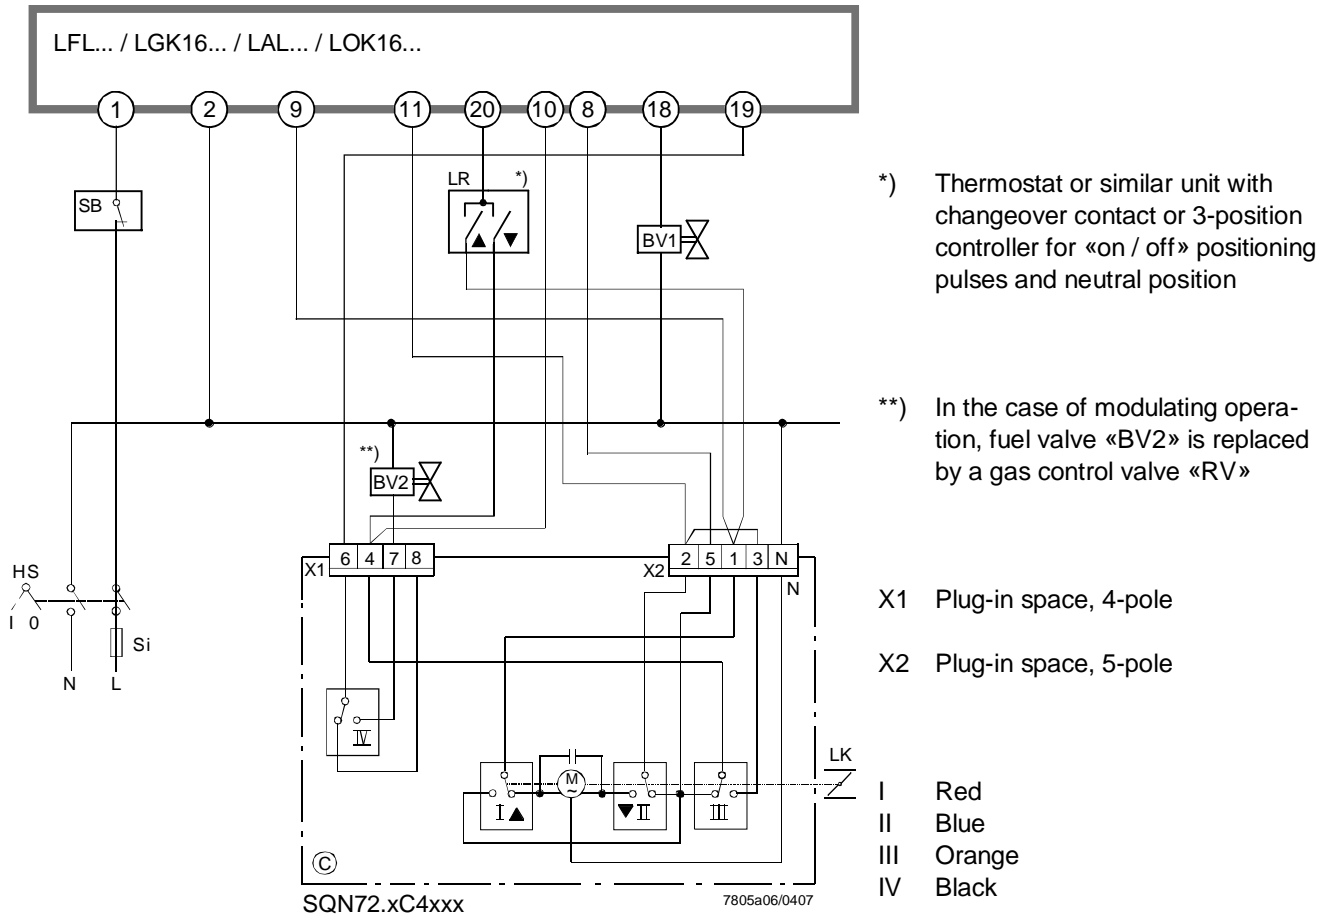 LFL... / LGK16... / LAL... / LOK16...
1 2 9 11 20 10 8 18 19
SB
LR *)
BV1
*) Thermostat or similar unit with
changeover contact or 3-position
controller for «on / off» positioning
pulses and neutral position
**)
BV2
**) In the case of modulating opera-
tion, fuel valve «BV2» is replaced
by a gas control valve «RV»
X1 6 4 7 8
X2 2 5 1 3 N
N
HS
I 0
Si
N L
X1 Plug-in space, 4-pole
X2 Plug-in space, 5-pole
IV
LK
I
M
~
II
III
I Red
II Blue
III Orange
IV Black
C
SQN72.xC4xxx
7805a06/0407